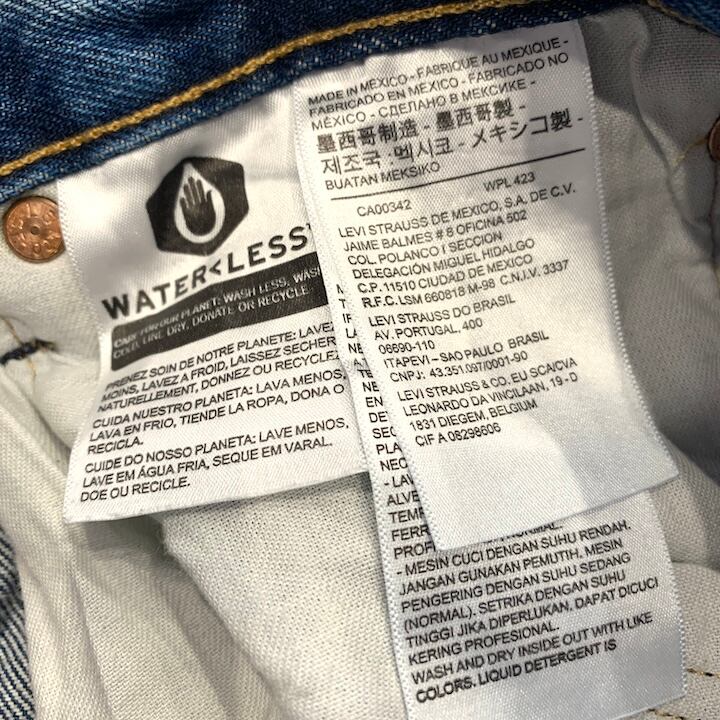 WATER<LESS
CARE FOR OUR PLANET: WASH LESS, WASH
COLD, LINE DRY, DONATE OR RECYCLE.
PRENEZ SOIN DE NOTRE PLANETE: LAVEZ
MOINS, LAVEZ A FROID, LAISSEZ SECHER
NATURELLEMENT, DONNEZ OU RECYCLEZ
CUIDA NUESTRO PLANETA: LAVA MENOS,
LAVA EN FRIO, TIENDE LA ROPA, DONA O
RECICLA.
CUIDE DO NOSSO PLANETA: LAVE MENOS,
LAVE EM ÁGUA FRIA, SEQUE EM VARAL.
DOE OU RECICLE.
MADE IN MEXICO - FABRIQUE AU MEXIQUE -
FABRICADO EN MEXICO - FABRICADO NO
MÉXICO - СДЕЛАНО В МЕКСИКЕ -
墨西哥制造 - 墨西哥製 -
제조국. 멕시코 - メキシコ製 -
BUATAN MEKSIKO
CA00342 WPL 423
LEVI STRAUSS DE MEXICO, S.A. DE C.V.
JAIME BALMES # 8 OFICINA 602
COL. POLANCO I SECCION
DELEGACIÓN MIGUEL HIDALGO
C.P. 11510 CIUDAD DE MEXICO
R.F.C. LSM 660818 M-98 C.N.I.V. 3337
LEVI STRAUSS DO BRASIL
AV. PORTUGAL, 400
06690-110
ITAPEVI - SAO PAULO BRASIL
CNPJ: 43.351.097/0001-90
LEVI STRAUSS & CO. EU SCA/CVA
LEONARDO DA VINCILAAN, 19 - D
1831 DIEGEM, BELGIUM
CIF A 08298606
NORMAL.
- MESIN CUCI DENGAN SUHU RENDAH.
JANGAN GUNAKAN PEMUTIH. MESIN
PENGERING DENGAN SUHU SEDANG
(NORMAL). SETRIKA DENGAN SUHU
TINGGI JIKA DIPERLUKAN, DAPAT DICUCI
KERING PROFESIONAL.
WASH AND DRY INSIDE OUT WITH LIKE
COLORS. LIQUID DETERGENT IS